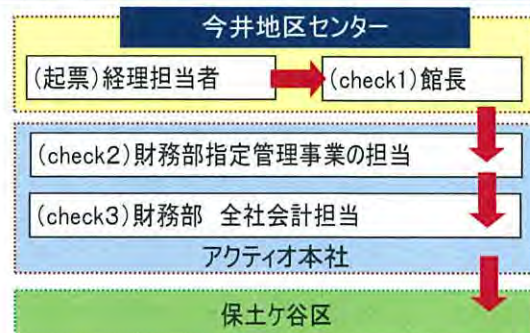 今井地区センター
(起票)経理担当者
(check1)館長
(check2)財務部指定管理事業の担当
(check3)財務部 全社会計担当
アクティオ本社
保土ケ谷区